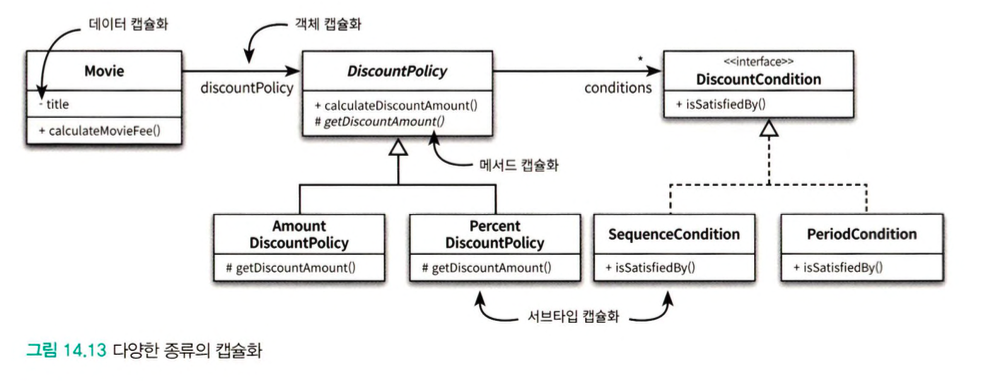 데이터 캡슐화
객체 캡슐화
Movie
- title
+ calculateMovieFee()
discountPolicy
DiscountPolicy
+ calculateDiscountAmount()
# getDiscountAmount()
*
conditions
<<interface>>
DiscountCondition
+ isSatisfiedBy()
메서드 캡슐화
Amount
DiscountPolicy
# getDiscountAmount()
Percent
DiscountPolicy
# getDiscountAmount()
SequenceCondition
+ isSatisfiedBy()
PeriodCondition
+ isSatisfiedBy()
서브타입 캡슐화
그림 14.13 다양한 종류의 캡슐화